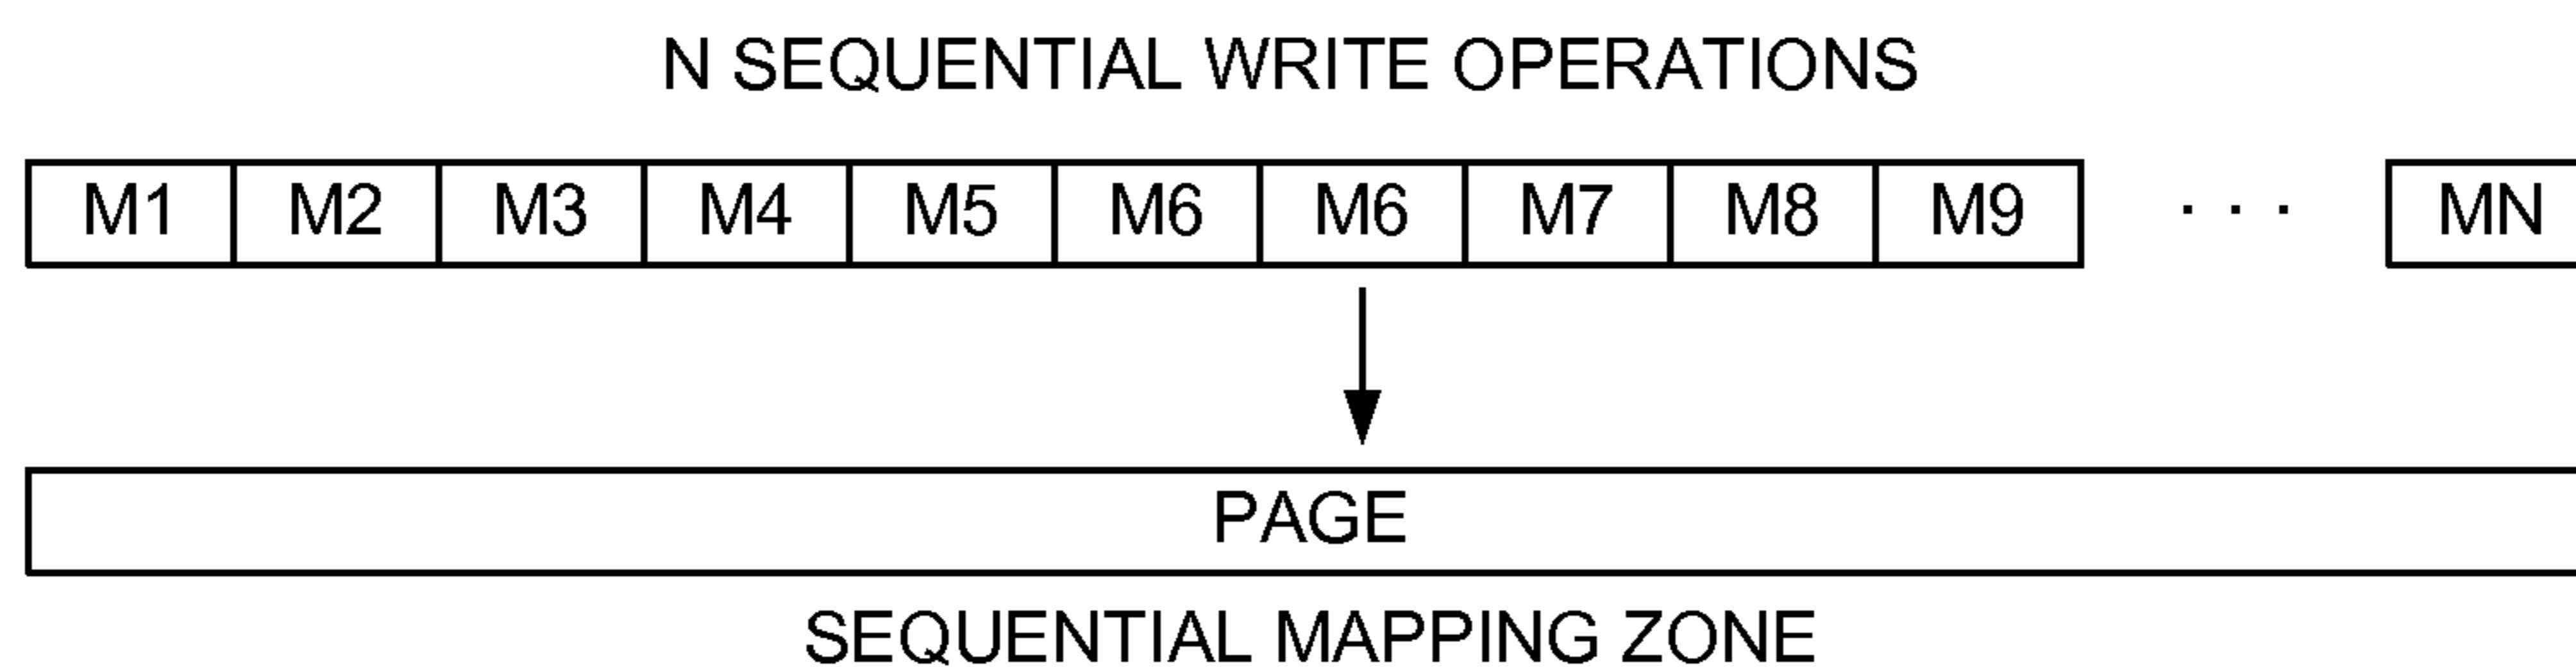 N SEQUENTIAL WRITE OPERATIONS
M1 M2 M3 M4 M5 M6 M6 M7 M8 M9 . . . MN
PAGE
SEQUENTIAL MAPPING ZONE